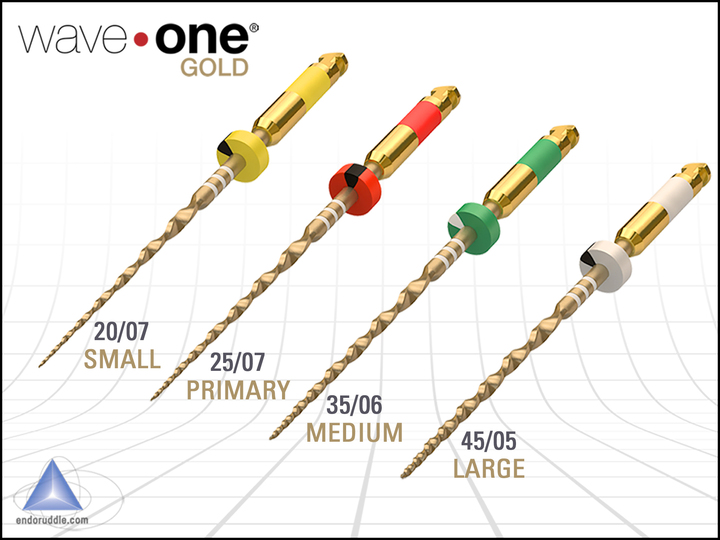 wave•one®
GOLD
20/07
SMALL
25/07
PRIMARY
35/06
MEDIUM
45/05
LARGE
endoruddle.com